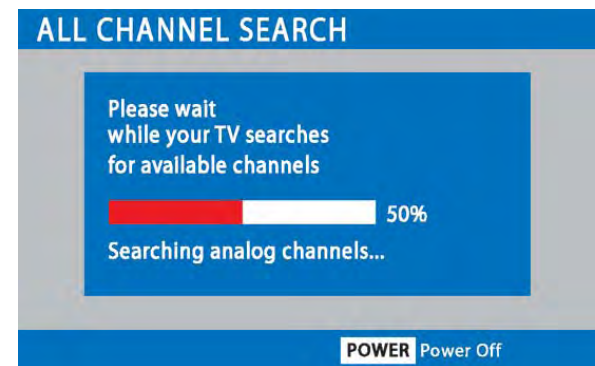 ALL CHANNEL SEARCH
Please wait
while your TV searches
for available channels
50%
Searching analog channels...
POWER Power Off